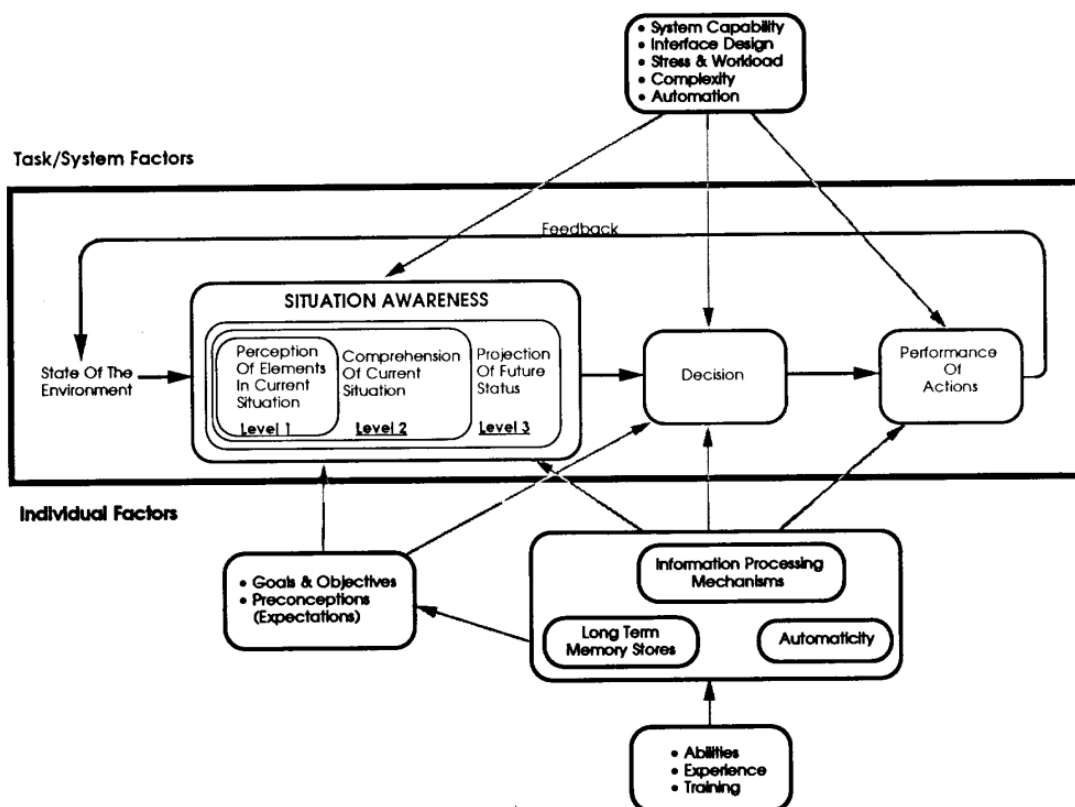 • System Capability
• Interface Design
• Stress & Workload
• Complexity
• Automation
Task/System Factors
Feedback
SITUATION AWARENESS
State Of The
Environment
Perception
Of Elements
In Current
Situation
Level 1
Comprehension
Of Current
Situation
Level 2
Projection
Of Future
Status
Level 3
Decision
Performance
Of
Actions
Individual Factors
• Goals & Objectives
• Preconceptions
(Expectations)
Information Processing
Mechanisms
Long Term
Memory Stores
Automaticity
• Abilities
• Experience
• Training